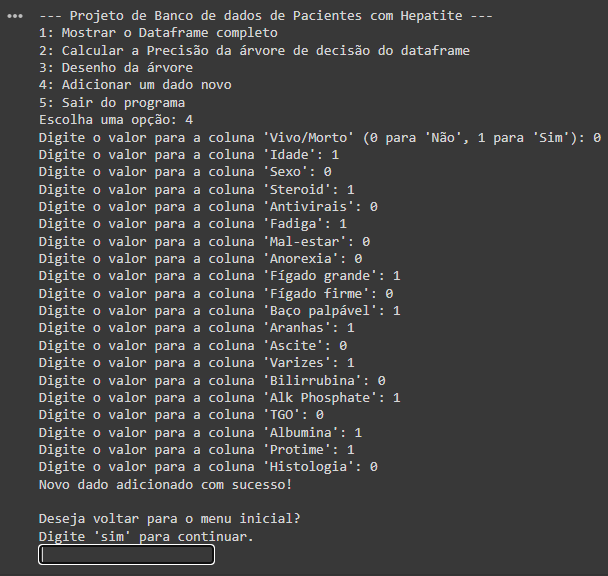 --- Projeto de Banco de dados de Pacientes com Hepatite ---
1: Mostrar o Dataframe completo
2: Calcular a Precisão da árvore de decisão do dataframe
3: Desenho da árvore
4: Adicionar um dado novo
5: Sair do programa
Escolha uma opção: 4
Digite o valor para a coluna 'Vivo/Morto' (0 para 'Não', 1 para 'Sim'): 0
Digite o valor para a coluna 'Idade': 1
Digite o valor para a coluna 'Sexo': 0
Digite o valor para a coluna 'Steroid': 1
Digite o valor para a coluna 'Antivirais': 0
Digite o valor para a coluna 'Fadiga': 1
Digite o valor para a coluna 'Mal-estar': 0
Digite o valor para a coluna 'Anorexia': 0
Digite o valor para a coluna 'Fígado grande': 1
Digite o valor para a coluna 'Fígado firme': 0
Digite o valor para a coluna 'Baço palpável': 1
Digite o valor para a coluna 'Aranhas': 1
Digite o valor para a coluna 'Ascite': 0
Digite o valor para a coluna 'Varizes': 1
Digite o valor para a coluna 'Bilirrubina': 0
Digite o valor para a coluna 'Alk Phosphate': 1
Digite o valor para a coluna 'TGO': 0
Digite o valor para a coluna 'Albumina': 1
Digite o valor para a coluna 'Protime': 1
Digite o valor para a coluna 'Histologia': 0
Novo dado adicionado com sucesso!
Deseja voltar para o menu inicial?
Digite 'sim' para continuar.